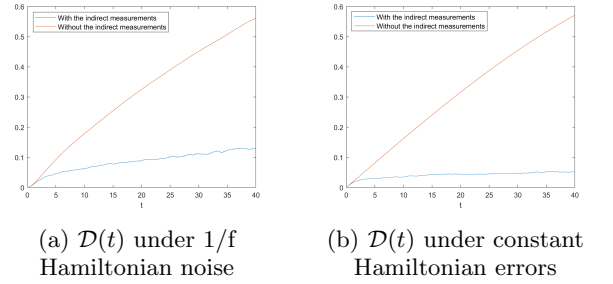 0.6
With the indirect measurements
Without the indirect measurements
0.5
0.4
0.3
0.2
0.1
0
0 5 10 15 20 25 30 35 40
t
(a) 𝒟(t) under 1/f
Hamiltonian noise
0.6
With the indirect measurements
Without the indirect measurements
0.5
0.4
0.3
0.2
0.1
0
0 5 10 15 20 25 30 35 40
t
(b) 𝒟(t) under constant
Hamiltonian errors